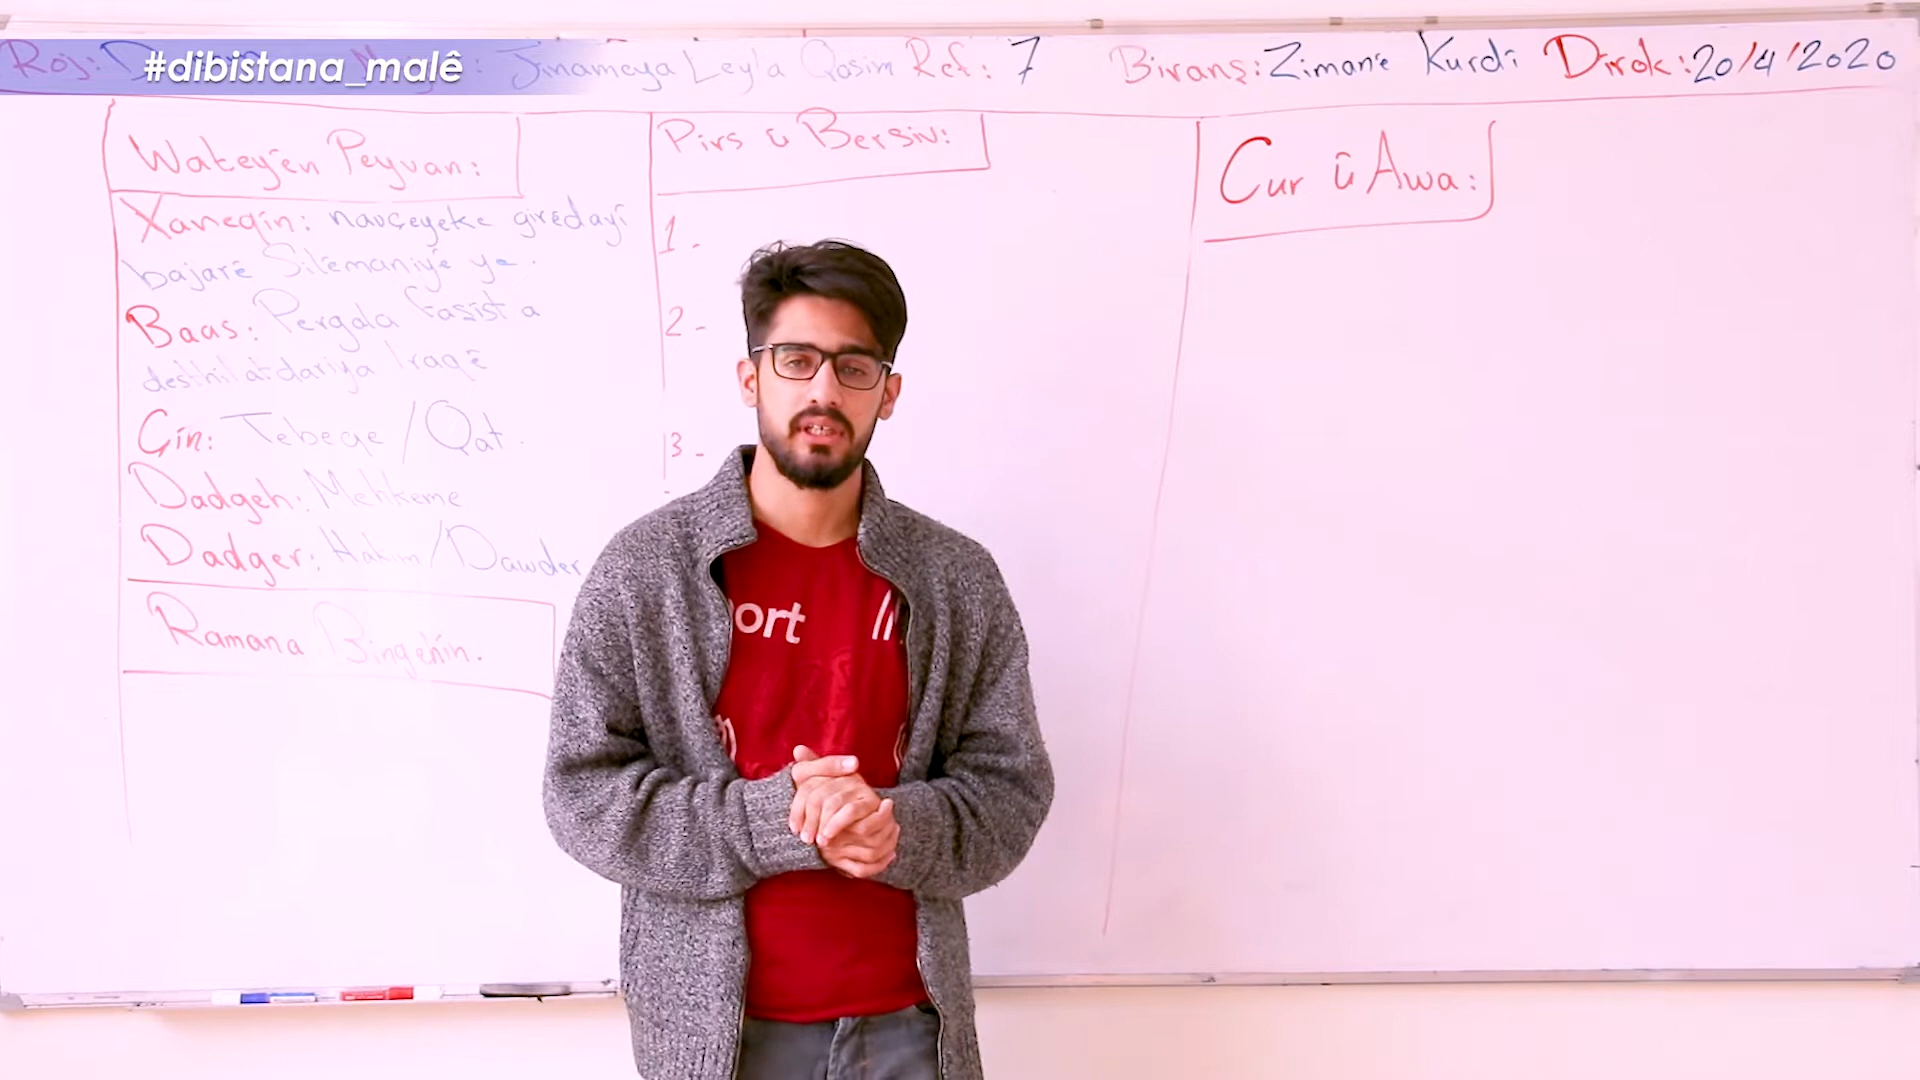 #dibistana_malê
Roj: Jînameya Leyla Qasim Ref: 7 Biranş: Zimanê Kurdî Dîrok: 20/4/2020
Wateyên Peyvan:
Xaneqîn: navçeyeke girêdayî
bajarê Silêmaniyê ye.
Baas: Pergala faşîst a
desthilatdariya Iraqê
Çîn: Tebeqe / Qat.
Dadgeh: Mehkeme
Dadger: Hakim / Dawder
Ramana Bingehîn.
Pirs û Bersiv:
1-
2-
3-
Cur û Awa:
ort